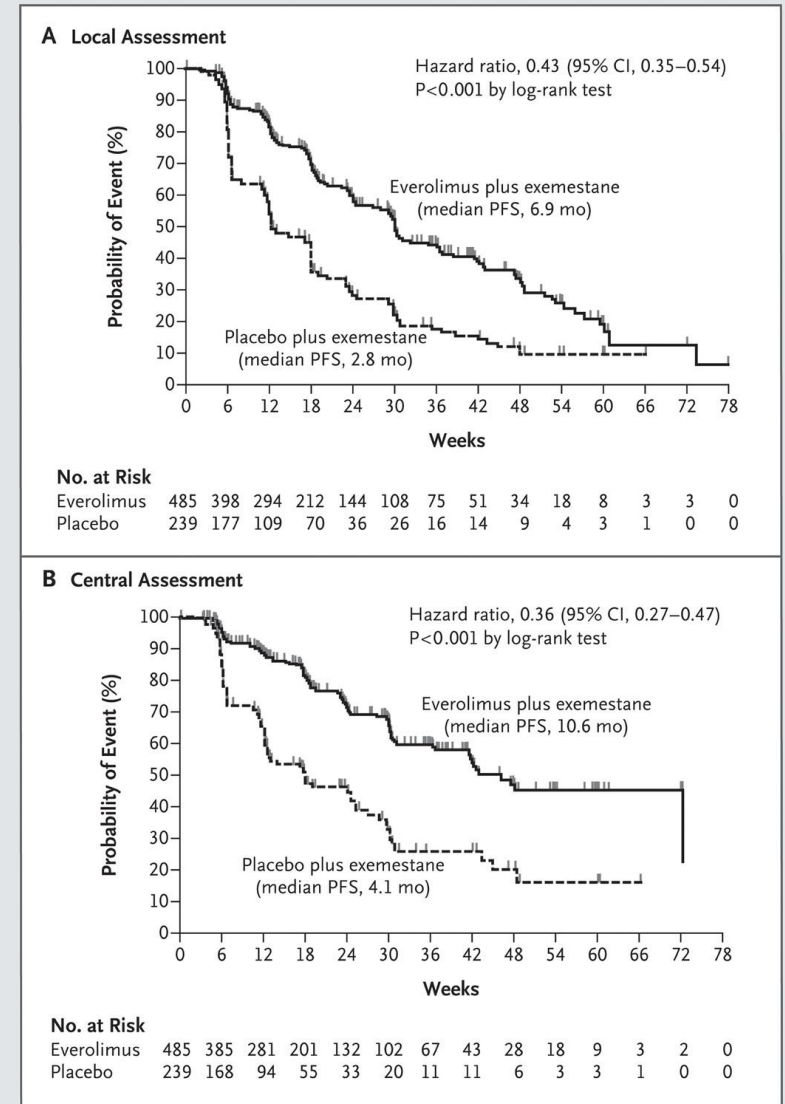 A Local Assessment
Hazard ratio, 0.43 (95% CI, 0.35–0.54)
P<0.001 by log-rank test
Probability of Event (%)
100
90
80
70
60
50
40
30
20
10
0
Everolimus plus exemestane
(median PFS, 6.9 mo)
Placebo plus exemestane
(median PFS, 2.8 mo)
0 6 12 18 24 30 36 42 48 54 60 66 72 78
Weeks
No. at Risk
Everolimus 485 398 294 212 144 108 75 51 34 18 8 3 3 0
Placebo 239 177 109 70 36 26 16 14 9 4 3 1 0 0
B Central Assessment
Hazard ratio, 0.36 (95% CI, 0.27–0.47)
P<0.001 by log-rank test
Probability of Event (%)
100
90
80
70
60
50
40
30
20
10
0
Everolimus plus exemestane
(median PFS, 10.6 mo)
Placebo plus exemestane
(median PFS, 4.1 mo)
0 6 12 18 24 30 36 42 48 54 60 66 72 78
Weeks
No. at Risk
Everolimus 485 385 281 201 132 102 67 43 28 18 9 3 2 0
Placebo 239 168 94 55 33 20 11 11 6 3 3 1 0 0